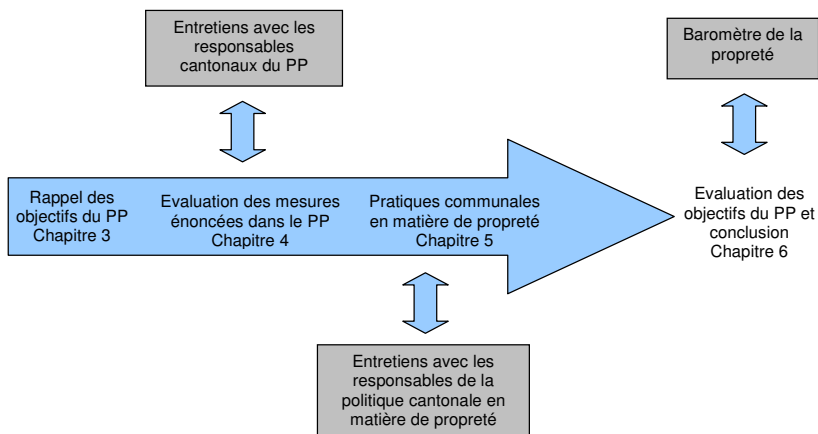 Entretiens avec les
responsables
cantonaux du PP
Baromètre de la
propreté
Rappel des
objectifs du PP
Chapitre 3
Evaluation des mesures
énoncées dans le PP
Chapitre 4
Pratiques communales
en matière de propreté
Chapitre 5
Evaluation des
objectifs du PP et
conclusion
Chapitre 6
Entretiens avec les
responsables de la
politique cantonale en
matière de propreté